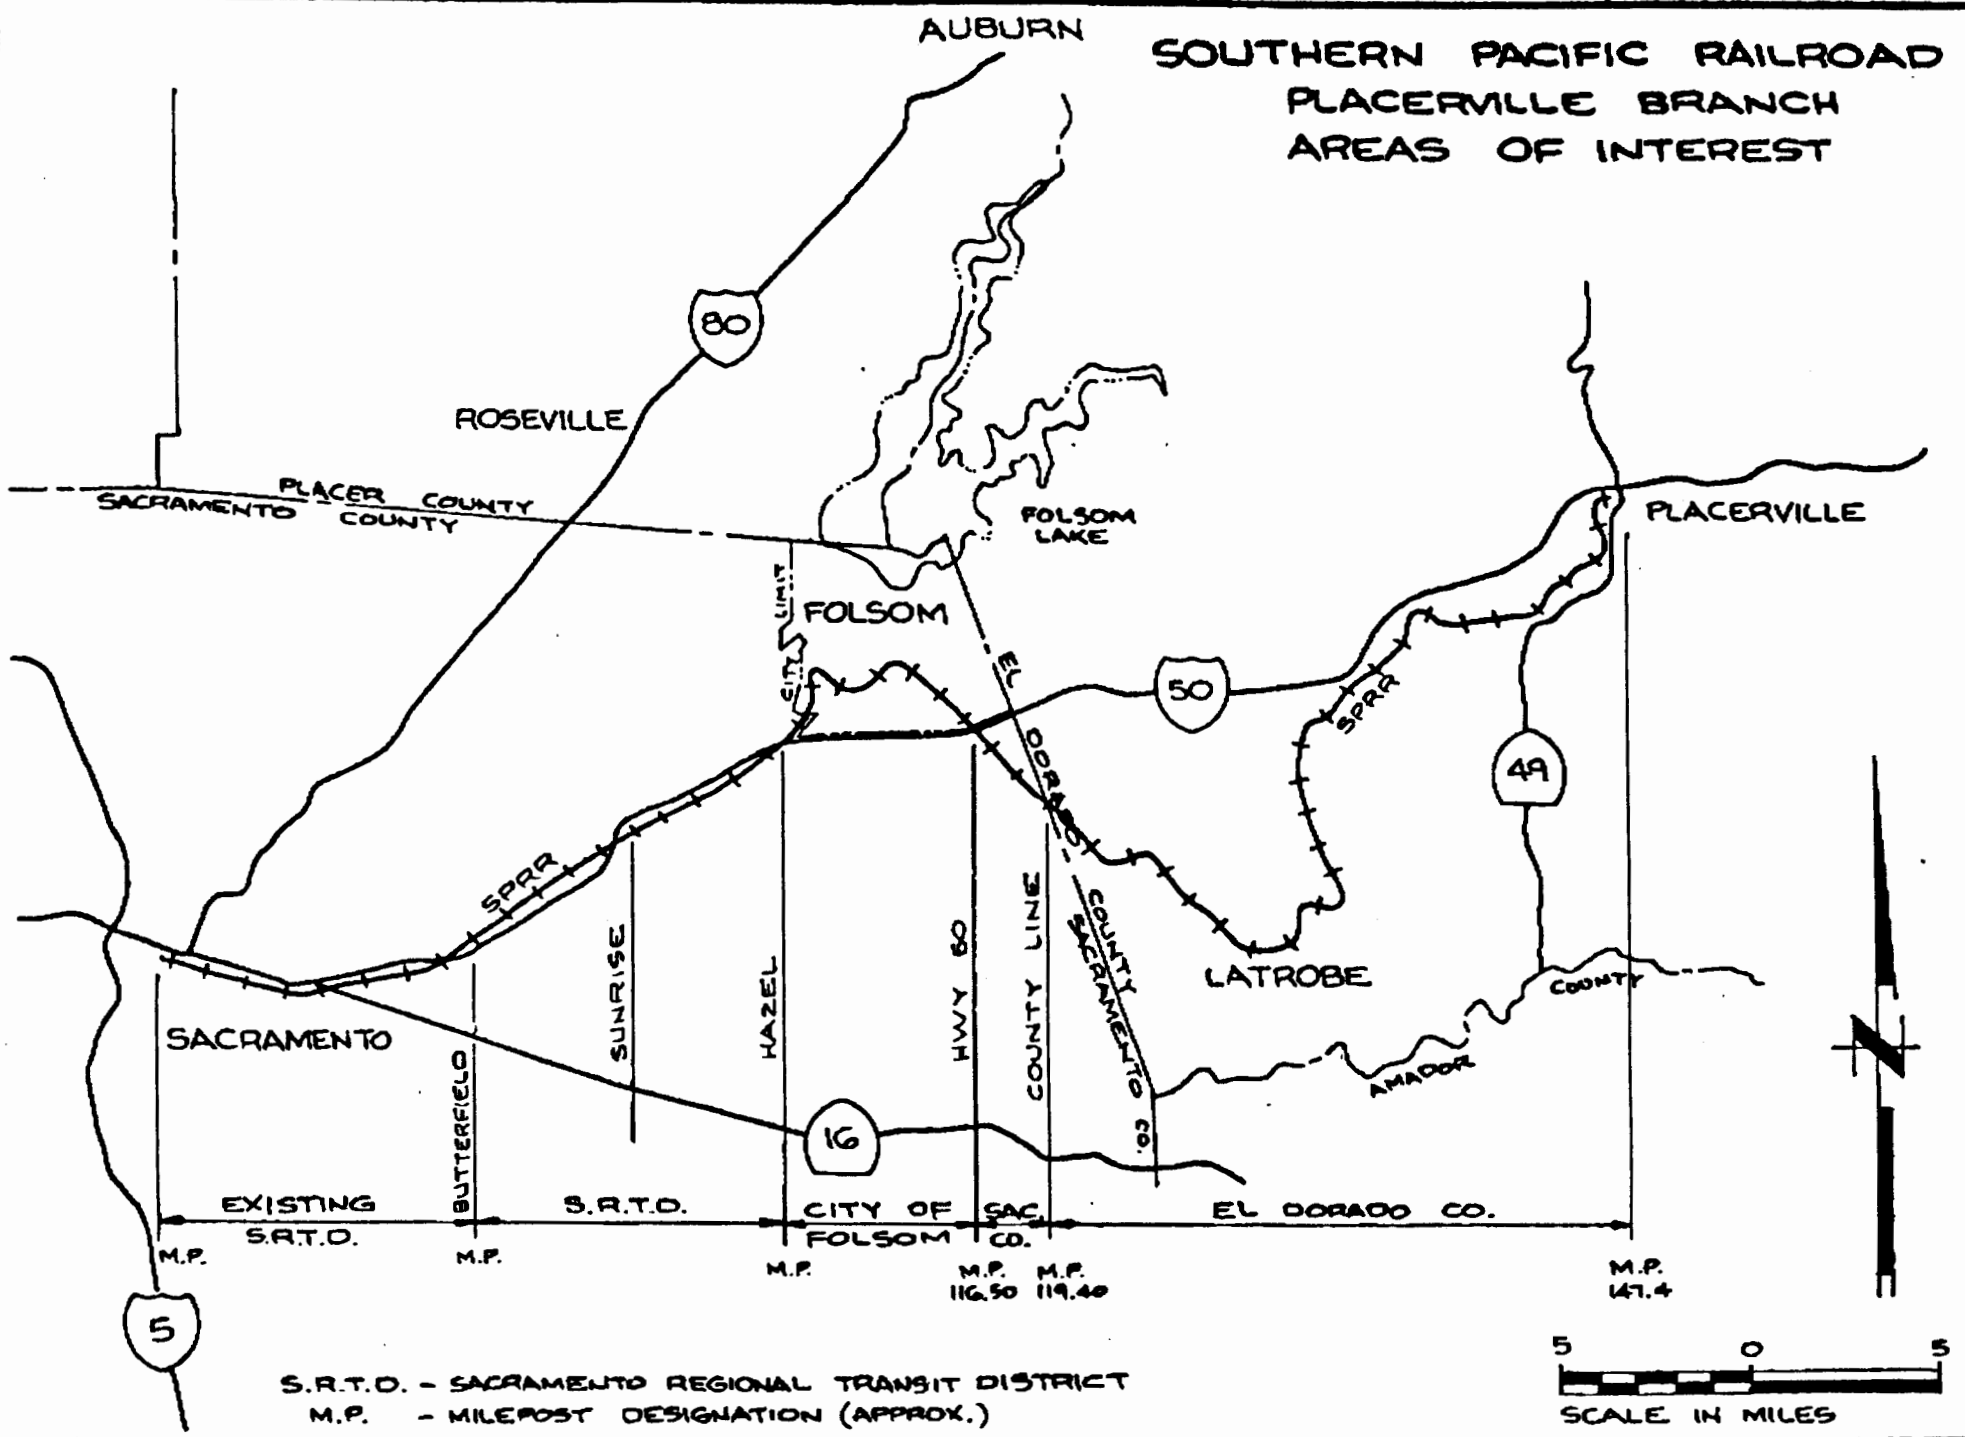 AUBURN
SOUTHERN PACIFIC RAILROAD
PLACERVILLE BRANCH
AREAS OF INTEREST
80
ROSEVILLE
PLACER COUNTY
SACRAMENTO COUNTY
FOLSOM
LAKE
PLACERVILLE
CITY LIMIT
FOLSOM
EL DORADO COUNTY
SACRAMENTO CO.
50
SPRR
49
SPRR
LATROBE
COUNTY
AMADOR
SACRAMENTO
BUTTERFIELD
SUNRISE
HAZEL
HWY 50
COUNTY LINE
16
EXISTING
S.R.T.D.
S.R.T.D.
CITY OF
FOLSOM
SAC.
CO.
EL DORADO CO.
M.P.
M.P.
M.P.
M.P.
116.50
M.P.
119.40
M.P.
147.4
5
5 0 5
SCALE IN MILES
S.R.T.D. - SACRAMENTO REGIONAL TRANSIT DISTRICT
M.P. - MILEPOST DESIGNATION (APPROX.)
N